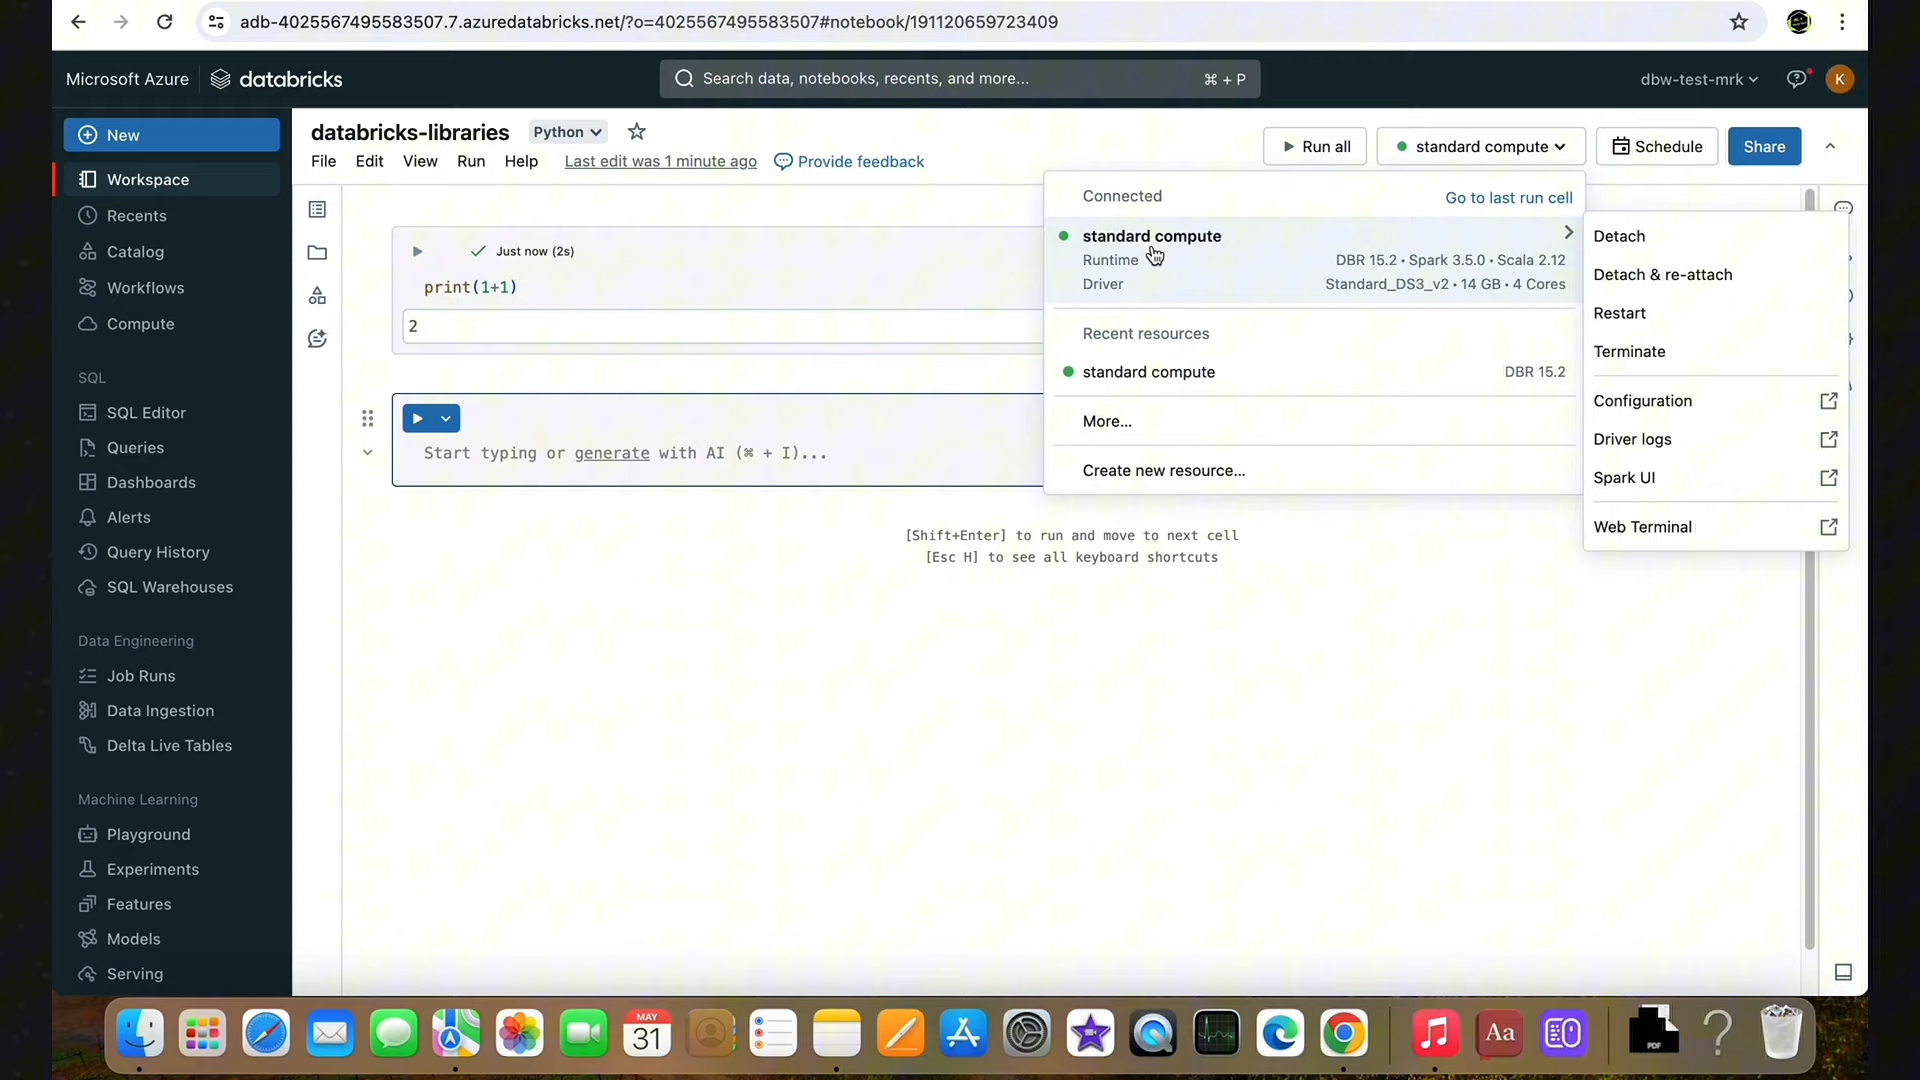 adb-4025567495583507.7.azuredatabricks.net/?o=4025567495583507#notebook/191120659723409
Microsoft Azure databricks
Search data, notebooks, recents, and more... ⌘ + P
dbw-test-mrk
K
New
Workspace
Recents
Catalog
Workflows
Compute
SQL
SQL Editor
Queries
Dashboards
Alerts
Query History
SQL Warehouses
Data Engineering
Job Runs
Data Ingestion
Delta Live Tables
Machine Learning
Playground
Experiments
Features
Models
Serving
databricks-libraries Python
File Edit View Run Help Last edit was 1 minute ago Provide feedback
Run all standard compute Schedule Share
Just now (2s)
print(1+1)
2
Start typing or generate with AI (⌘ + I)...
[Shift+Enter] to run and move to next cell
[Esc H] to see all keyboard shortcuts
Connected Go to last run cell
standard compute
Runtime DBR 15.2 • Spark 3.5.0 • Scala 2.12
Driver Standard_DS3_v2 • 14 GB • 4 Cores
Recent resources
standard compute DBR 15.2
More...
Create new resource...
Detach
Detach & re-attach
Restart
Terminate
Configuration
Driver logs
Spark UI
Web Terminal
MAY
31
Aa
PDF